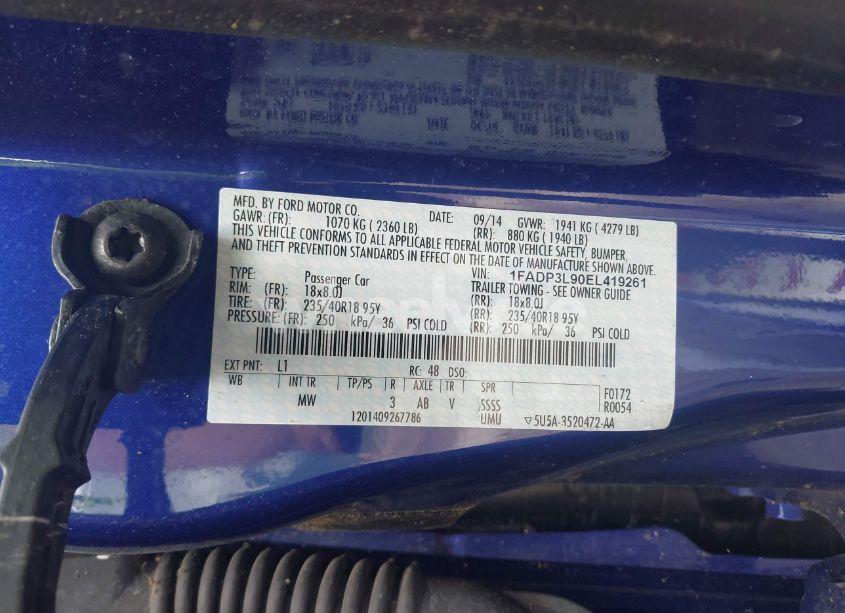 MFD. BY FORD MOTOR CO. DATE: 09/14 GVWR: 1941 KG ( 4279 LB)
GAWR: (FR): 1070 KG ( 2360 LB) (RR): 880 KG ( 1940 LB)
THIS VEHICLE CONFORMS TO ALL APPLICABLE FEDERAL MOTOR VEHICLE SAFETY, BUMPER,
AND THEFT PREVENTION STANDARDS IN EFFECT ON THE DATE OF MANUFACTURE SHOWN ABOVE.
VIN: 1FADP3L90EL419261
TYPE: Passenger Car TRAILER TOWING - SEE OWNER GUIDE
RIM: (FR): 18x8.0J (RR): 18x8.0J
TIRE: (FR): 235/40R18 95Y (RR): 235/40R18 95Y
PRESSURE: (FR): 250 kPa/ 36 PSI COLD (RR): 250 kPa/ 36 PSI COLD
EXT PNT: L1 RC: 48 DSO:
WB INT TR TP/PS R AXLE TR SPR F0172
MW 3 AB V SSSS R0054
1201409267786 UMU ▽5U5A-3520472-AA